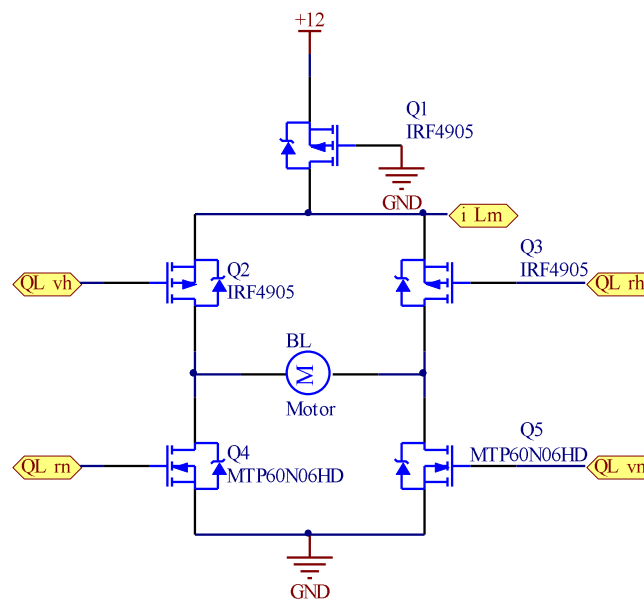 +12
Q1
IRF4905
GND
i Lm
Q2
IRF4905
Q3
IRF4905
QL vh
QL rh
BL
M
Motor
Q4
MTP60N06HD
Q5
MTP60N06HD
QL rn
QL vn
GND